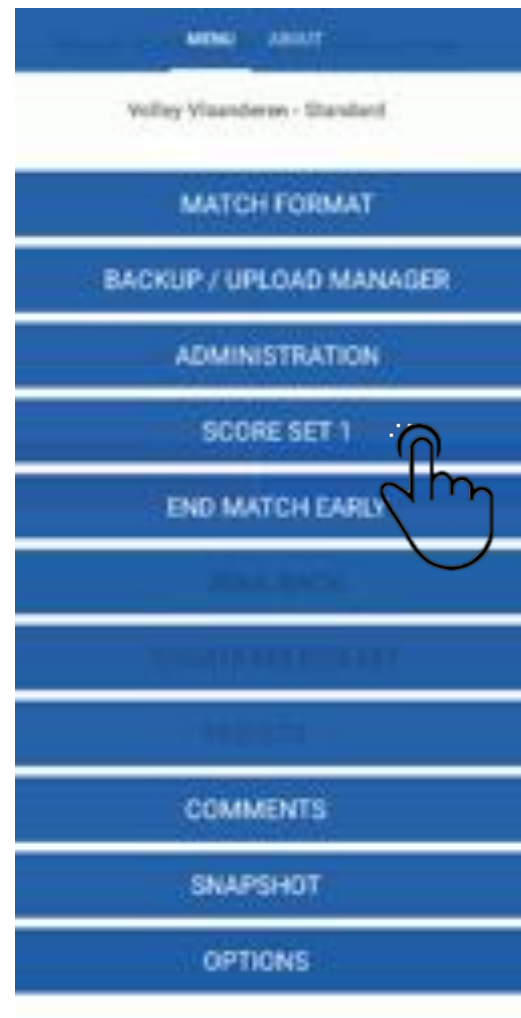 MENU ABOUT
Volley Vlaanderen - Standard
MATCH FORMAT
BACKUP / UPLOAD MANAGER
ADMINISTRATION
SCORE SET 1
END MATCH EARLY
COMMENTS
SNAPSHOT
OPTIONS